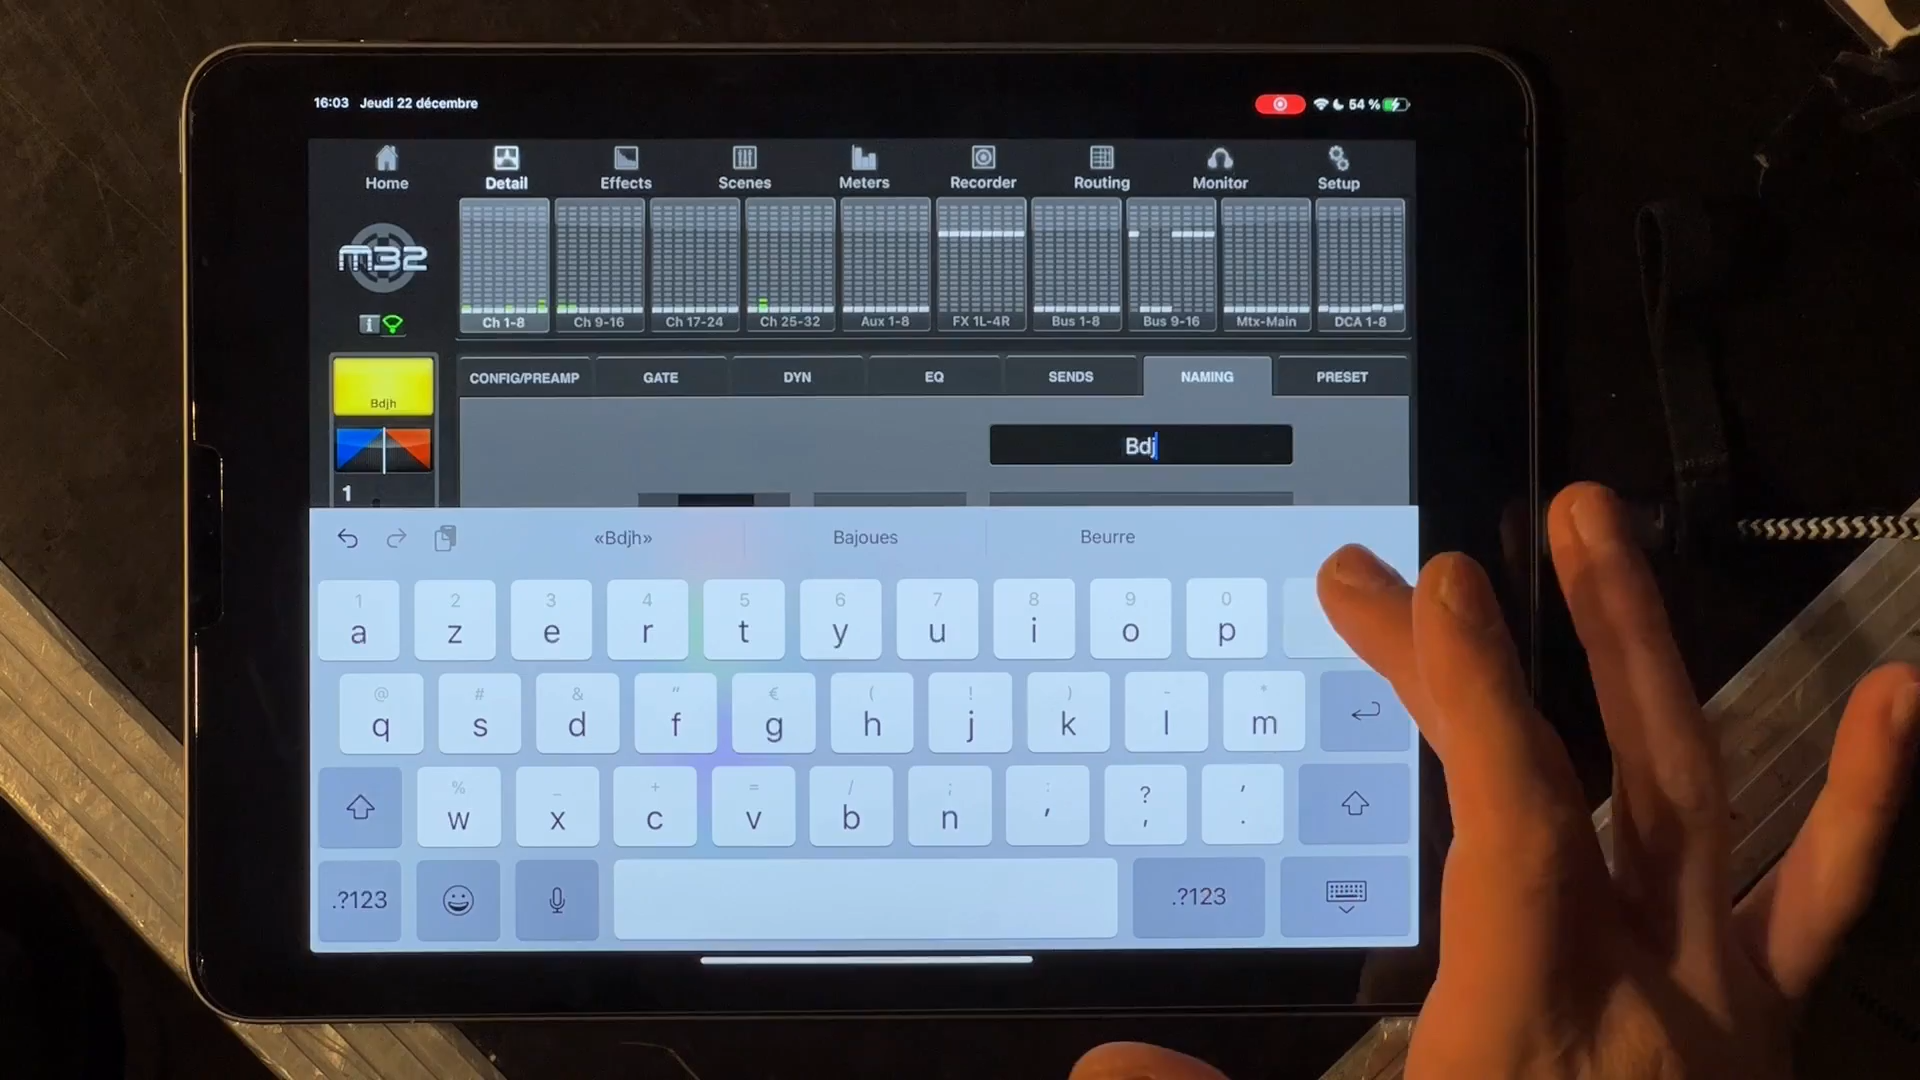 16:03 Jeudi 22 décembre
54 %
Home Detail Effects Scenes Meters Recorder Routing Monitor Setup
m32
i
Ch 1-8 Ch 9-16 Ch 17-24 Ch 25-32 Aux 1-8 FX 1L-4R Bus 1-8 Bus 9-16 Mtx-Main DCA 1-8
CONFIG/PREAMP GATE DYN EQ SENDS NAMING PRESET
Bdjh
Bdj
1
«Bdjh» Bajoues Beurre
1 2 3 4 5 6 7 8 9 0
a z e r t y u i o p
@ # & " € ( ! ) - *
q s d f g h j k l m
% _ + = / ; : ? '
w x c v b n ' , .
.?123 .?123